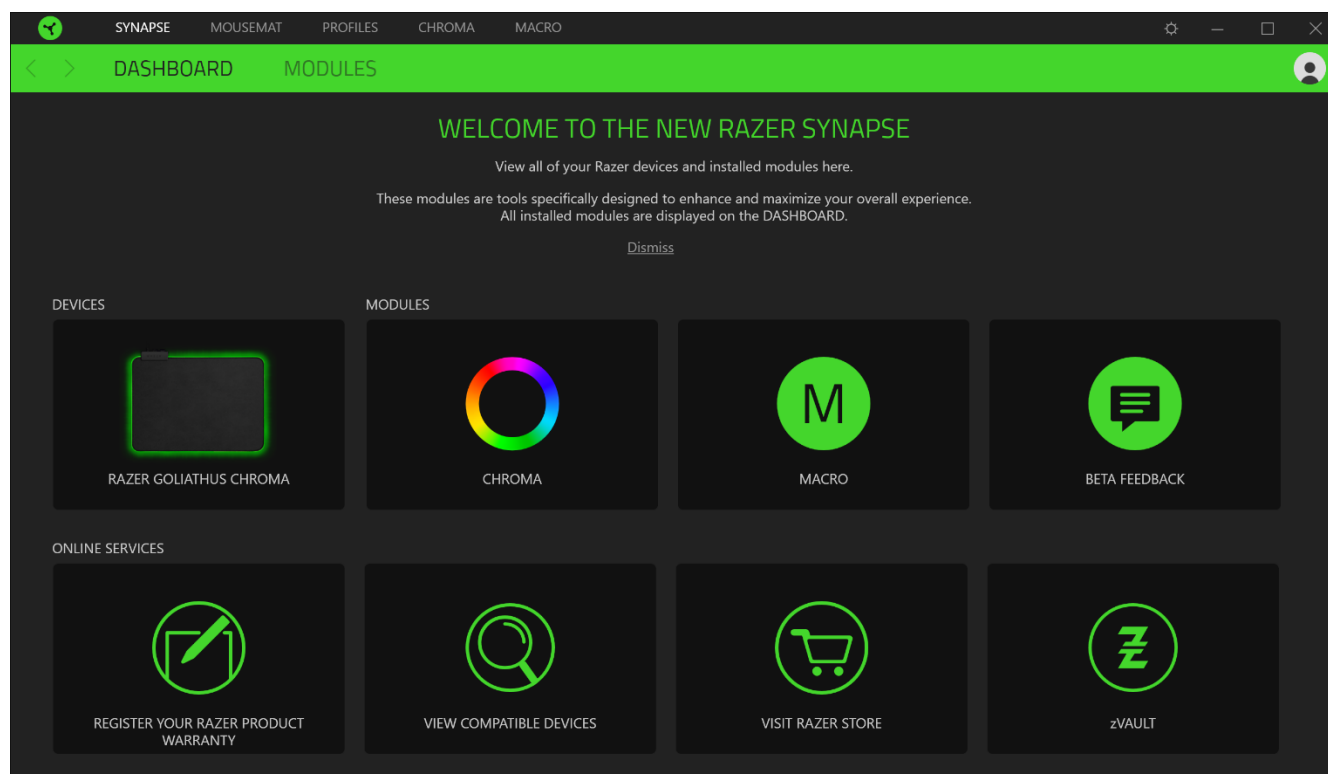 SYNAPSE MOUSEMAT PROFILES CHROMA MACRO
DASHBOARD MODULES
WELCOME TO THE NEW RAZER SYNAPSE
View all of your Razer devices and installed modules here.
These modules are tools specifically designed to enhance and maximize your overall experience.
All installed modules are displayed on the DASHBOARD.
Dismiss
DEVICES MODULES
RAZER GOLIATHUS CHROMA
CHROMA
M
MACRO
BETA FEEDBACK
ONLINE SERVICES
REGISTER YOUR RAZER PRODUCT
WARRANTY
VIEW COMPATIBLE DEVICES
VISIT RAZER STORE
zVAULT